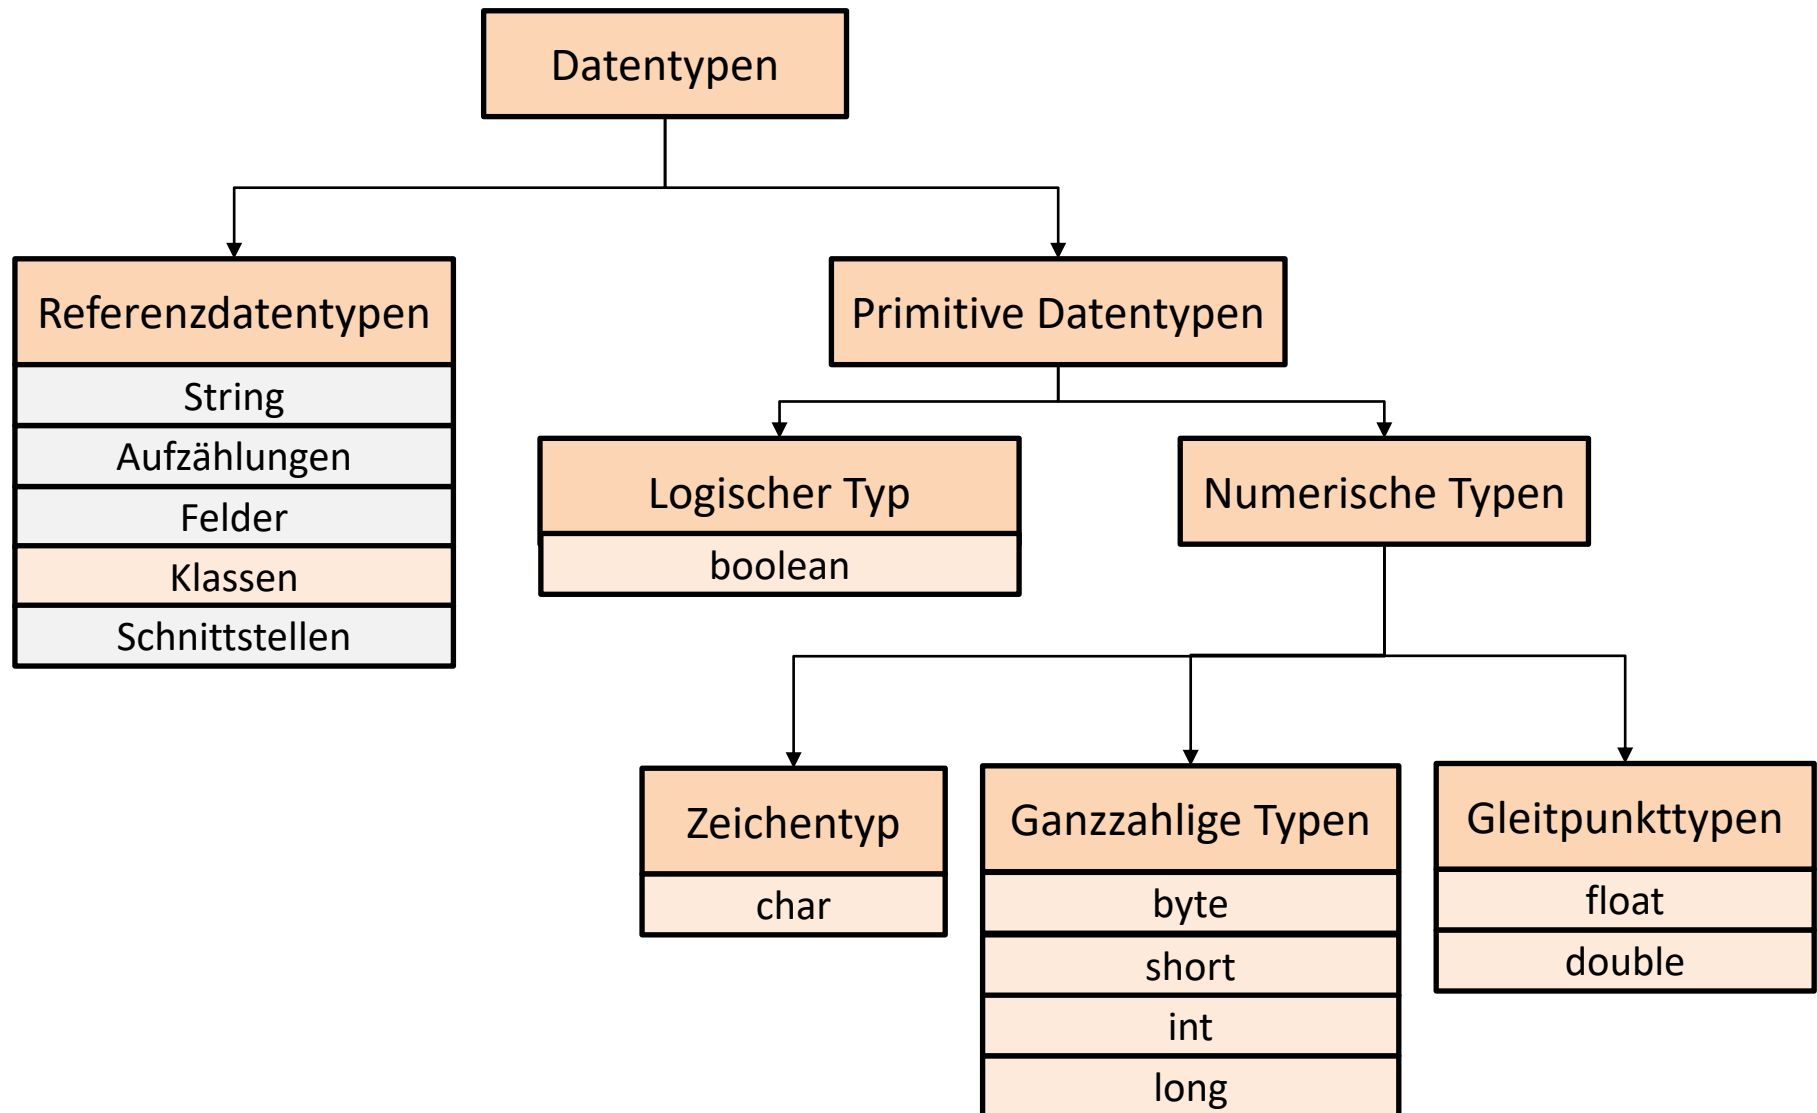 Datentypen
Referenzdatentypen
String
Aufzählungen
Felder
Klassen
Schnittstellen
Primitive Datentypen
Logischer Typ
boolean
Numerische Typen
Zeichentyp
char
Ganzzahlige Typen
byte
short
int
long
Gleitpunkttypen
float
double